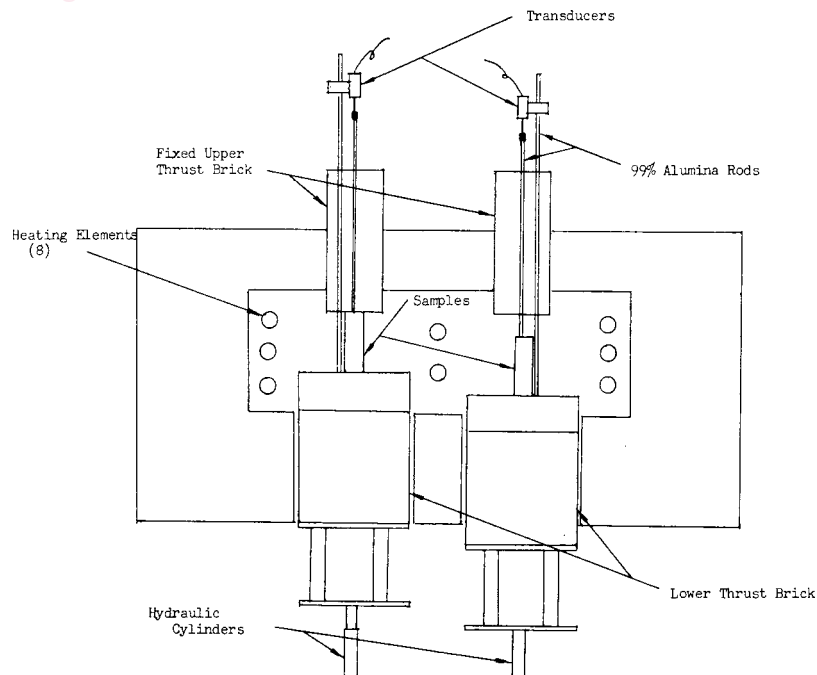 Transducers
Fixed Upper
Thrust Brick
99% Alumina Rods
Heating Elements
(8)
Samples
Lower Thrust Brick
Hydraulic
Cylinders